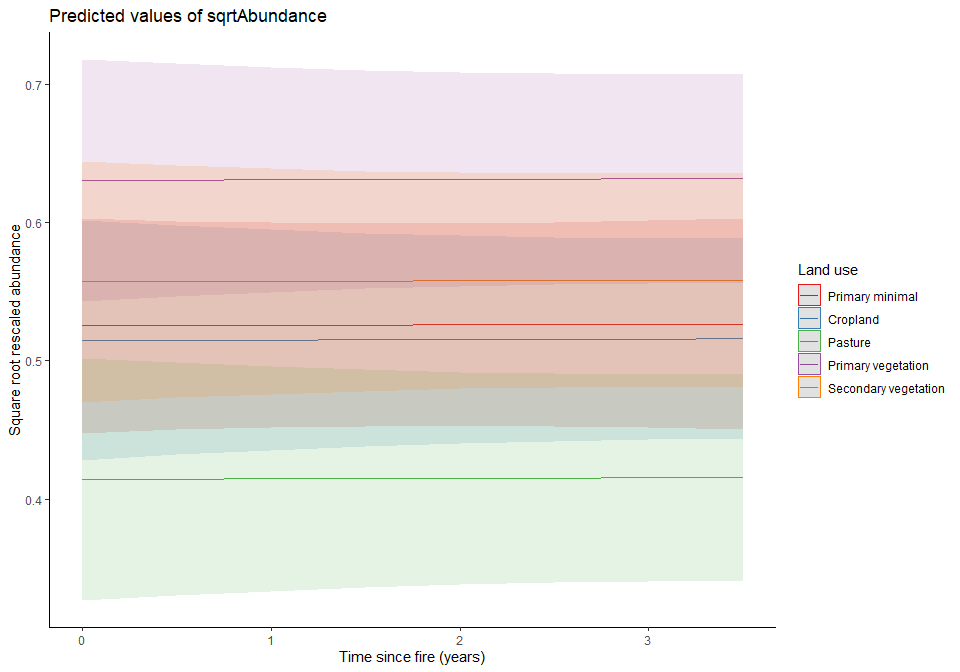 Predicted values of sqrtAbundance
Square root rescaled abundance
0.7
0.6
0.5
0.4
0
1
2
3
Time since fire (years)
Land use
Primary minimal
Cropland
Pasture
Primary vegetation
Secondary vegetation